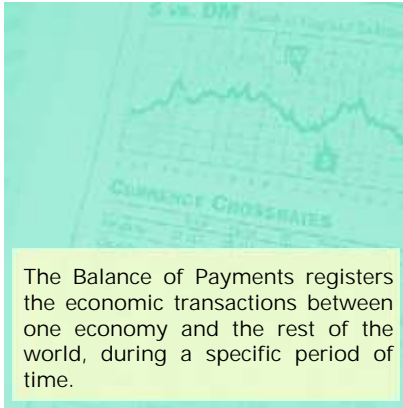 $ vs. DM
CURRENCY CROSSRATES
The Balance of Payments registers
the economic transactions between
one economy and the rest of the
world, during a specific period of
time.